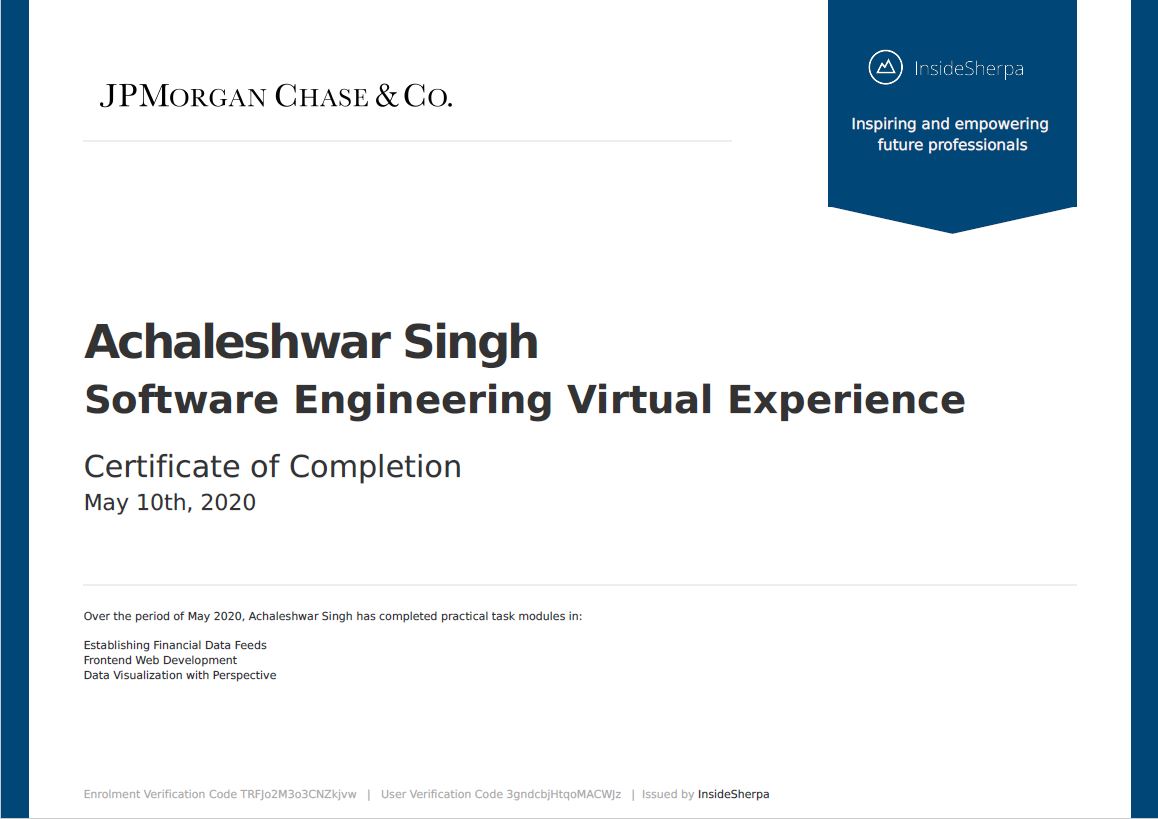 JPMORGAN CHASE & CO.
InsideSherpa
Inspiring and empowering
future professionals
Achaleshwar Singh
Software Engineering Virtual Experience
Certificate of Completion
May 10th, 2020
Over the period of May 2020, Achaleshwar Singh has completed practical task modules in:
Establishing Financial Data Feeds
Frontend Web Development
Data Visualization with Perspective
Enrolment Verification Code TRFJo2M3o3CNZkjvw | User Verification Code 3gndcbjHtqoMACWJz | Issued by InsideSherpa